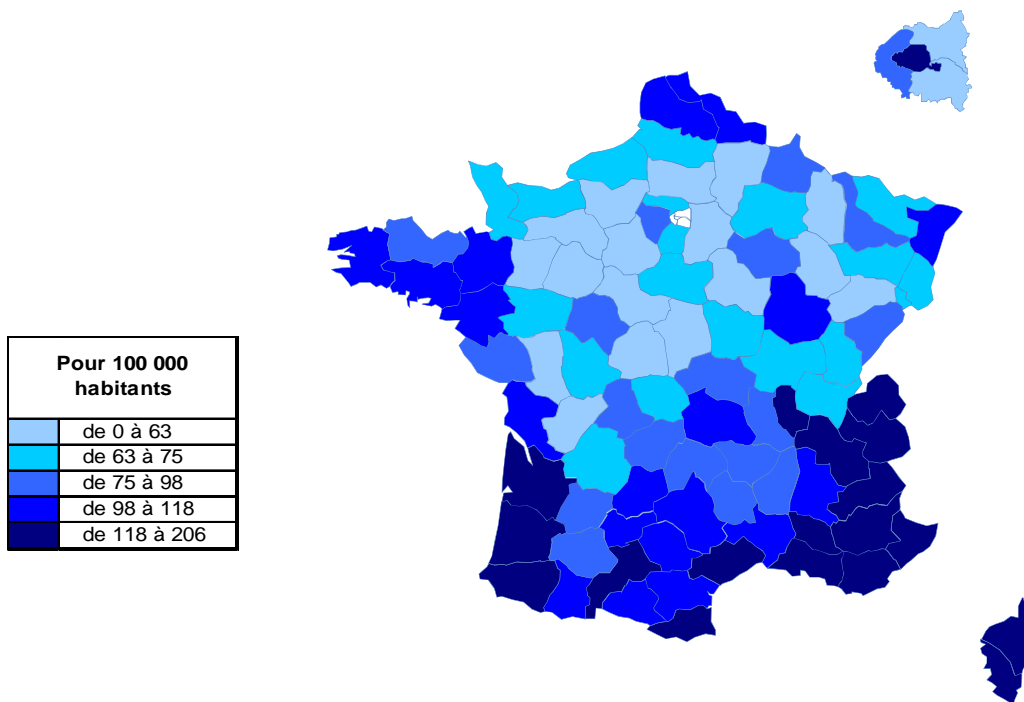 Pour 100 000
habitants
de 0 à 63
de 63 à 75
de 75 à 98
de 98 à 118
de 118 à 206